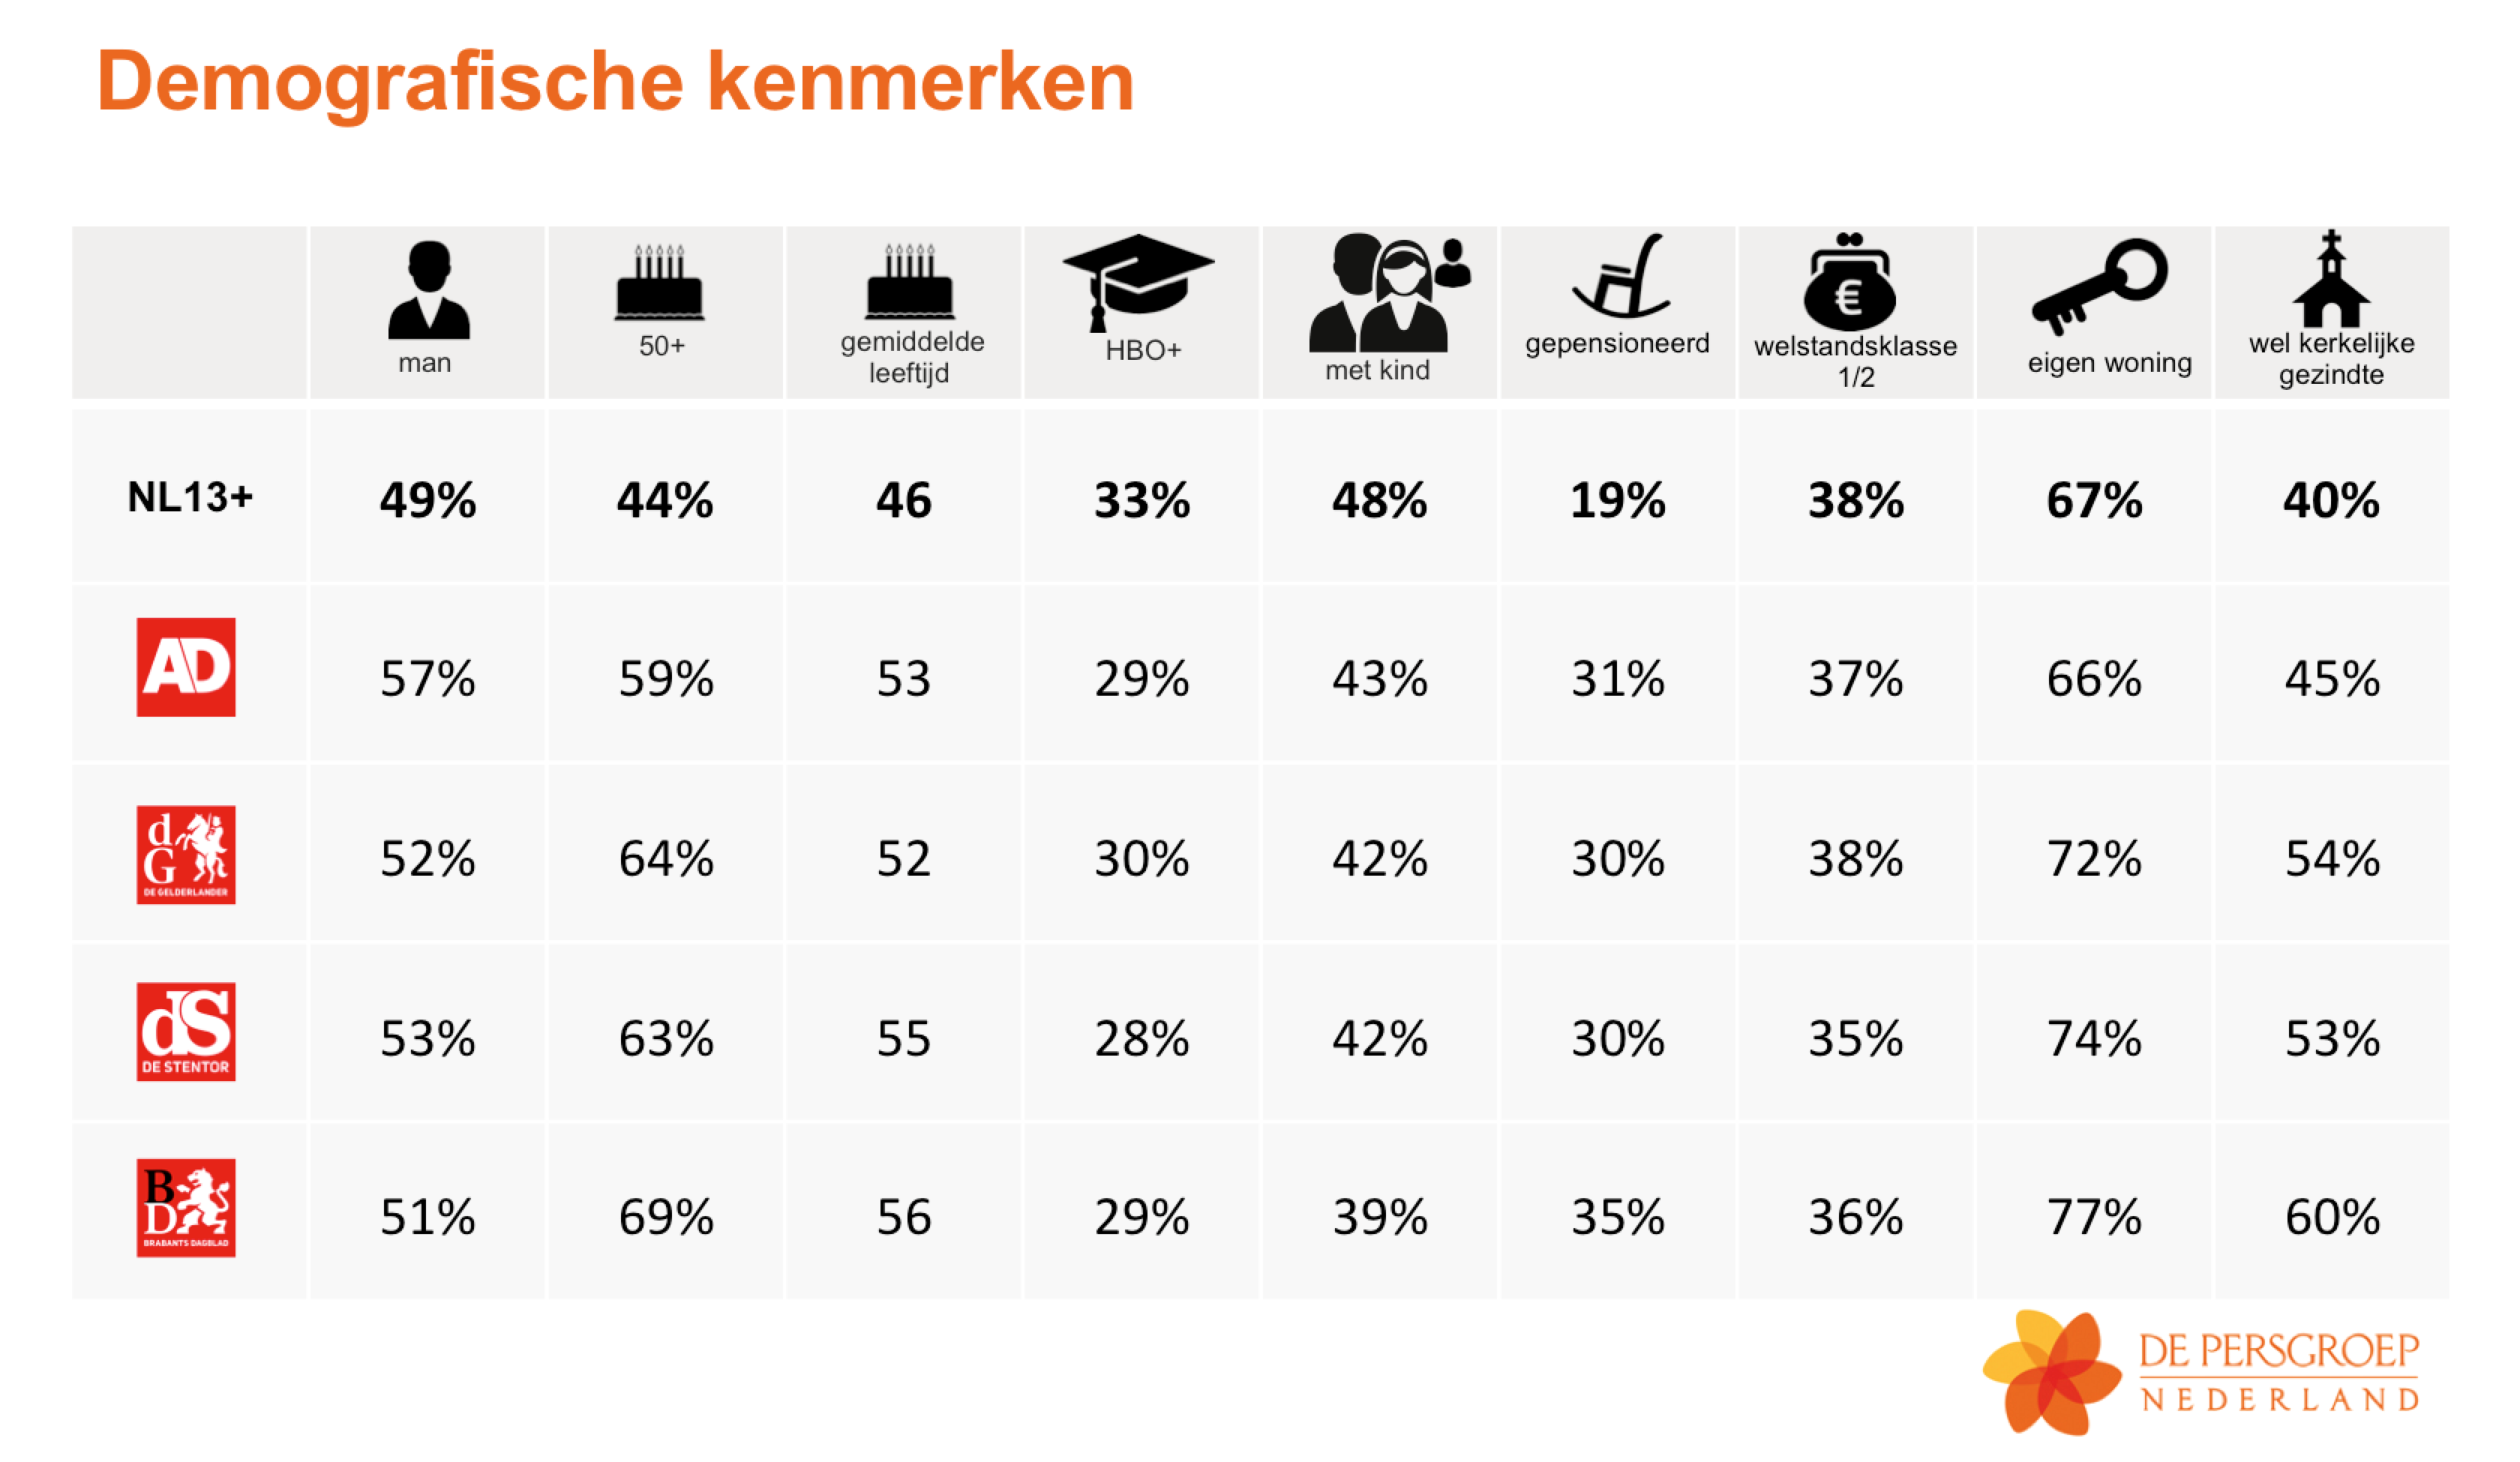 Demografische kenmerken
man
50+
gemiddelde
leeftijd
HBO+
met kind
gepensioneerd
€
welstandsklasse
1/2
eigen woning
wel kerkelijke
gezindte
NL13+ 49% 44% 46 33% 48% 19% 38% 67% 40%
AD 57% 59% 53 29% 43% 31% 37% 66% 45%
d
G
DE GELDERLANDER
52% 64% 52 30% 42% 30% 38% 72% 54%
dS
DE STENTOR
53% 63% 55 28% 42% 30% 35% 74% 53%
B
D
BRABANTS DAGBLAD
51% 69% 56 29% 39% 35% 36% 77% 60%
DE PERSGROEP
NEDERLAND